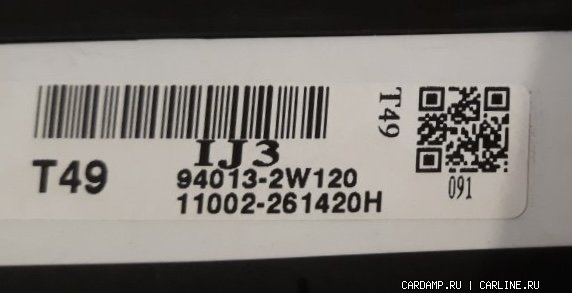 T49
IJ3
T49
94013-2W120
11002-261420H
091
CARDAMP.RU | CARLINE.RU